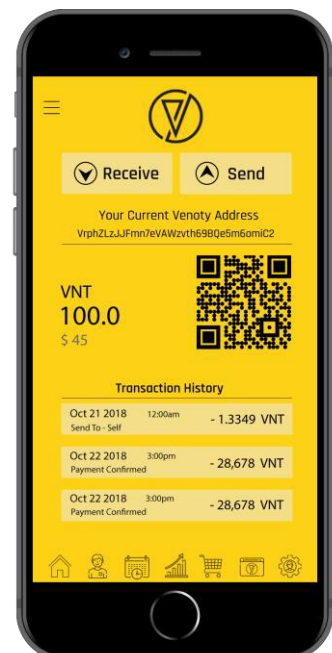 Receive
Send
Your Current Venoty Address
VrphZLzJJFmn7eVAWzvth69BQe5m6omiC2
VNT
100.0
$ 45
Transaction History
Oct 21 2018 12:00am
Send To - Self
- 1.3349 VNT
Oct 22 2018 3:00pm
Payment Confirmed
- 28,678 VNT
Oct 22 2018 3:00pm
Payment Confirmed
- 28,678 VNT